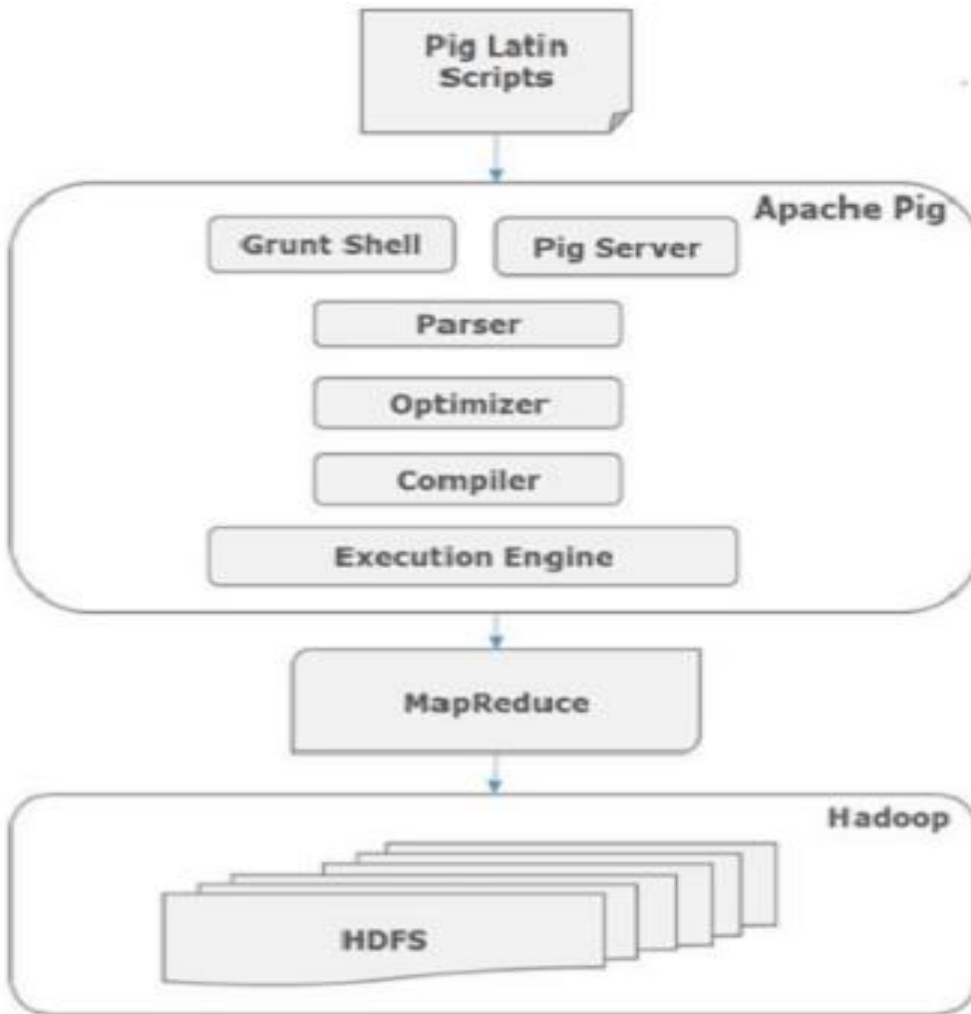 Pig Latin
Scripts
Apache Pig
Grunt Shell
Pig Server
Parser
Optimizer
Compiler
Execution Engine
MapReduce
Hadoop
HDFS